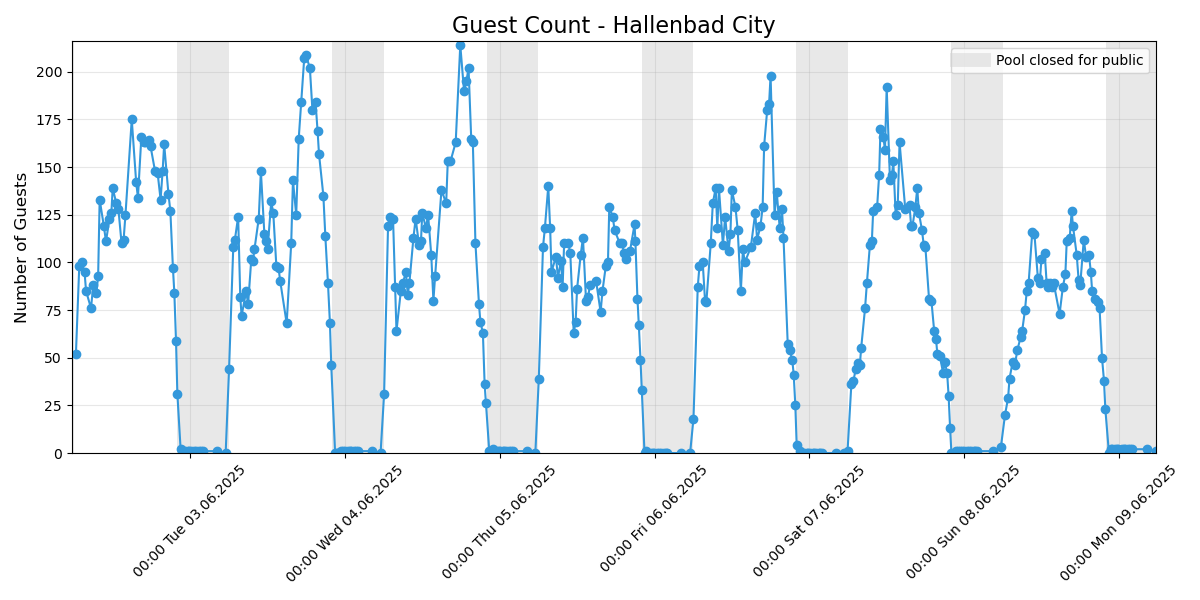 Guest Count - Hallenbad City
Pool closed for public
Number of Guests
200
175
150
125
100
75
50
25
0
00:00 Tue 03.06.2025
00:00 Wed 04.06.2025
00:00 Thu 05.06.2025
00:00 Fri 06.06.2025
00:00 Sat 07.06.2025
00:00 Sun 08.06.2025
00:00 Mon 09.06.2025